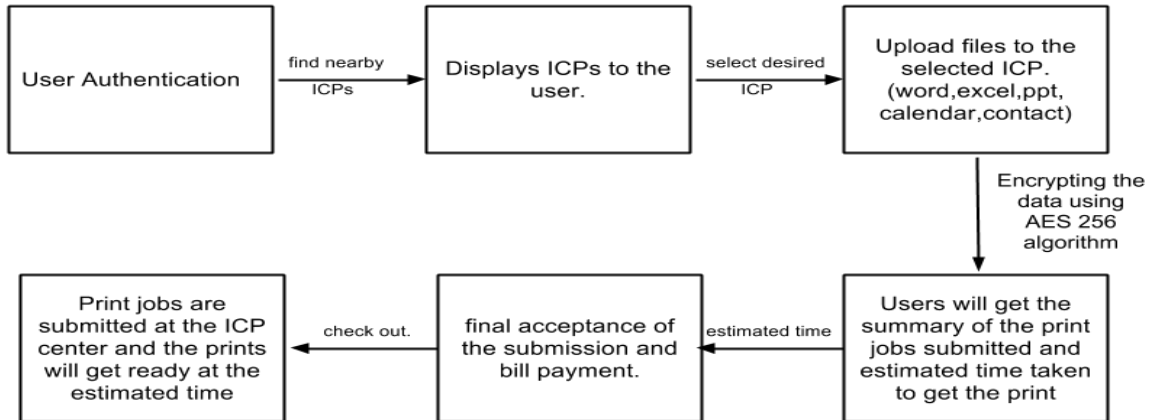 User Authentication
find nearby
ICPs
Displays ICPs to the
user.
select desired
ICP
Upload files to the
selected ICP.
(word,excel,ppt,
calendar,contact)
Encrypting the
data using
AES 256
algorithm
Users will get the
summary of the print
jobs submitted and
estimated time taken
to get the print
estimated time
final acceptance of
the submission and
bill payment.
check out.
Print jobs are
submitted at the ICP
center and the prints
will get ready at the
estimated time